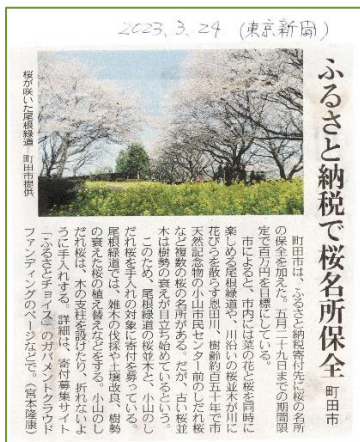 2023.3.24 (東京新聞)
ふるさと納税で桜名所保全 町田市
桜が咲いた尾根緑道 町田市提供
町田市は、ふるさと納税寄付先に桜の名所
の保全を加えた。五月二十九日までの期間限
定で百万円を目標にしている。
市によると、市内には菜の花と桜を同時に
楽しめる尾根緑道や、川沿いの桜並木が川に
花びらを散らす恩田川、樹齢約百五十年で市
天然記念物の小山市民センター前のしだれ桜
など複数の桜の名所がある。だが、古い桜並
木は樹勢の衰えが目立ち始めているという。
このため、尾根緑道の桜並木と、小山のし
だれ桜を手入れの対象に寄付を募っている。
尾根緑道では、雑木の伐採や土壌改良、樹勢
の衰えた桜の植え替えなどをする。小山のし
だれ桜は、木の支柱を設けたり、折れないよ
うに手入れする。詳細は、寄付募集サイト
「ふるさとチョイス」のガバメントクラウド
ファンディングのページなどで。(宮本隆康)